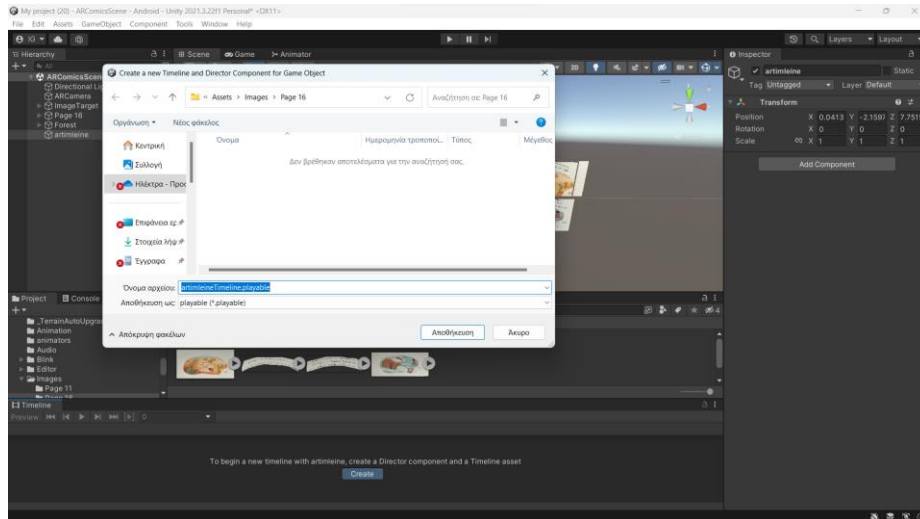 My project (20) - ARComicsScene - Android - Unity 2021.3.22f1 Personal* <DX11>
File Edit Assets GameObject Component Tools Window Help
Layers Layout
Hierarchy
Scene Game Animator
Inspector
All
2D
ARComicsScen
Directional Lig
ARCamera
ImageTarget
Page 16
Forest
artimleine
Create a new Timeline and Director Component for Game Object
« Assets > Images > Page 16
Αναζήτηση σε: Page 16
Οργάνωση Νέος φάκελος
Κεντρική
Συλλογή
Ηλέκτρα - Προς
Επιφάνεια ερ
Στοιχεία λήψ
Έγγραφα
Όνομα Ημερομηνία τροποποί... Τύπος Μέγεθος
Δεν βρέθηκαν αποτελέσματα για την αναζήτησή σας.
Όνομα αρχείου: artimleineTimeline.playable
Αποθήκευση ως: playable (*.playable)
Απόκρυψη φακέλων
Αποθήκευση Άκυρο
artimleine Static
Tag Untagged Layer Default
Transform
Position X 0.0413 Y -2.1597 Z 7.751
Rotation X 0 Y 0 Z 0
Scale X 1 Y 1 Z 1
Add Component
Project Console
_TerrainAutoUpgra
Animation
animators
Audio
Blink
Editor
Images
Page 11
Timeline
Preview 0
To begin a new timeline with artimleine, create a Director component and a Timeline asset
Create